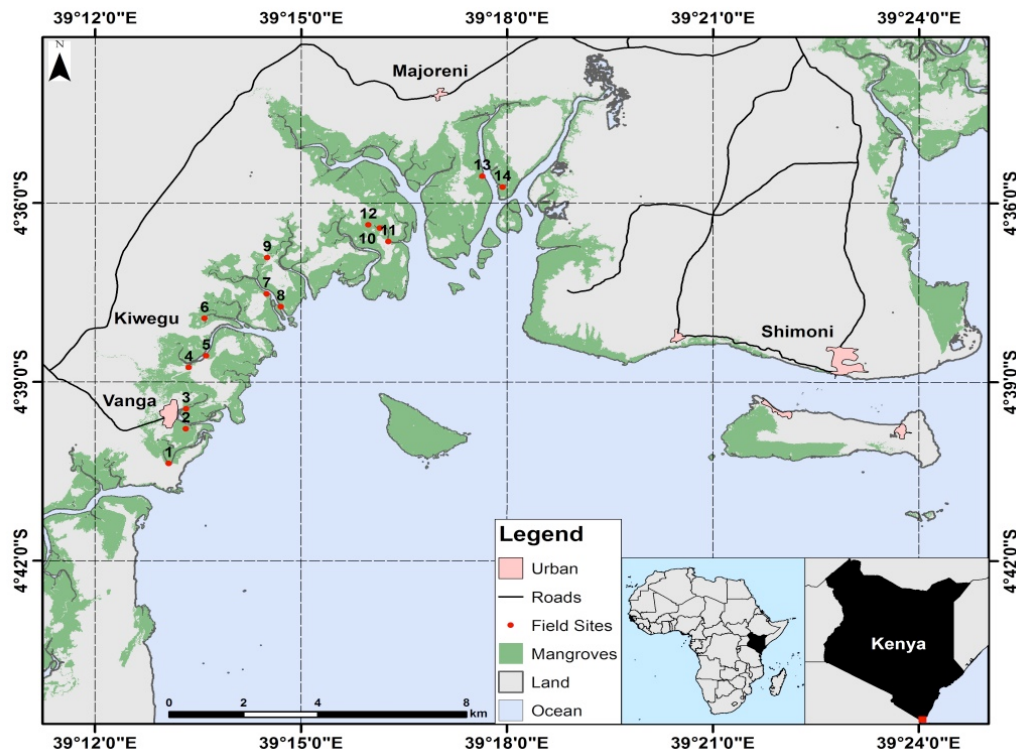 39°12'0"S 39°15'0"S 39°18'0"S 39°21'0"S 39°24'0"S
N
Majoreni
13
14
4°36'0"S 4°36'0"S
12
11
10
9
7
8
Kiwegu
6
Shimoni
5
4
4°39'0"S 4°39'0"S
Vanga
3
2
1
Legend
Urban
Roads
Field Sites
Mangroves
Land
Ocean
4°42'0"S 4°42'0"S
Kenya
0 2 4 8
km
39°12'0"S 39°15'0"S 39°18'0"S 39°21'0"S 39°24'0"S